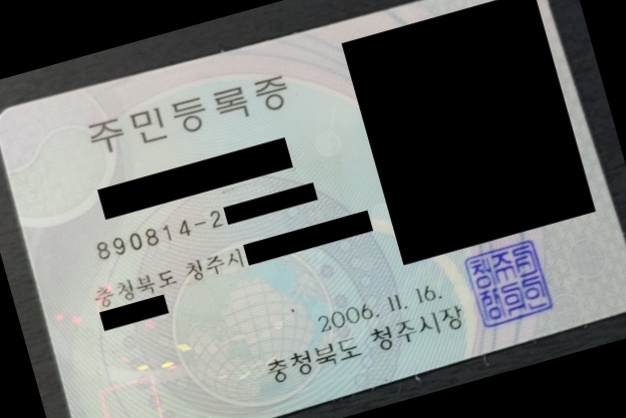 주민등록증
890814-2
충청북도 청주시
2006. 11. 16.
충청북도 청주시장